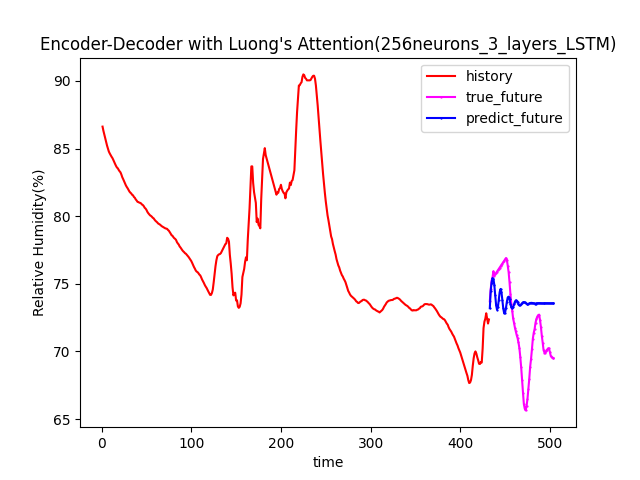 Encoder-Decoder with Luong's Attention(256neurons_3_layers_LSTM)
history
true_future
predict_future
90
85
80
75
70
65
Relative Humidity(%)
0 100 200 300 400 500
time